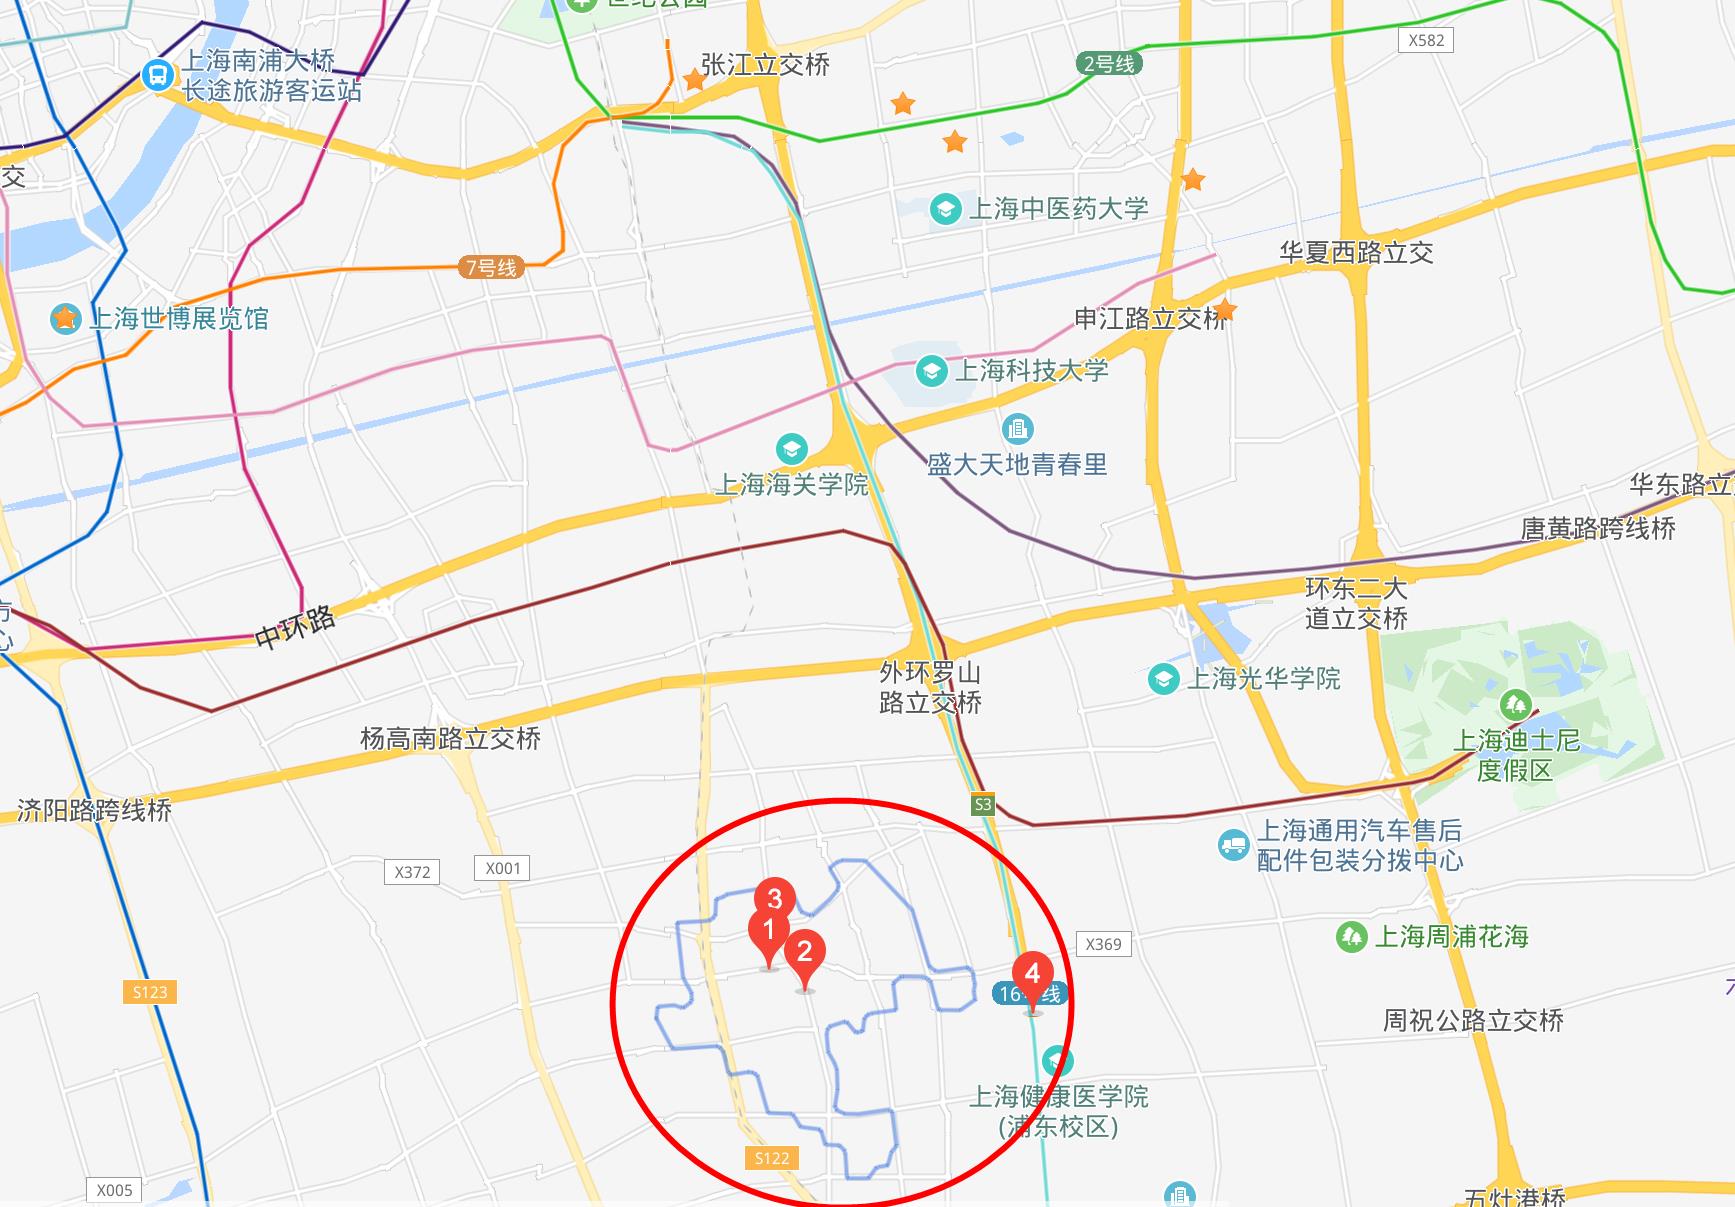 世纪公园
上海南浦大桥
长途旅游客运站
张江立交桥
2号线
X582
交
上海中医药大学
华夏西路立交
7号线
上海世博展览馆
申江路立交桥
上海科技大学
盛大天地青春里
上海海关学院
华东路立
唐黄路跨线桥
环东二大
道立交桥
中环路
外环罗山
路立交桥
上海光华学院
杨高南路立交桥
上海迪士尼
度假区
济阳路跨线桥
S3
上海通用汽车售后
配件包装分拨中心
X372
X001
3
1
2
4
X369
上海周浦花海
S123
16号线
周祝公路立交桥
上海健康医学院
(浦东校区)
S122
X005
五灶港桥